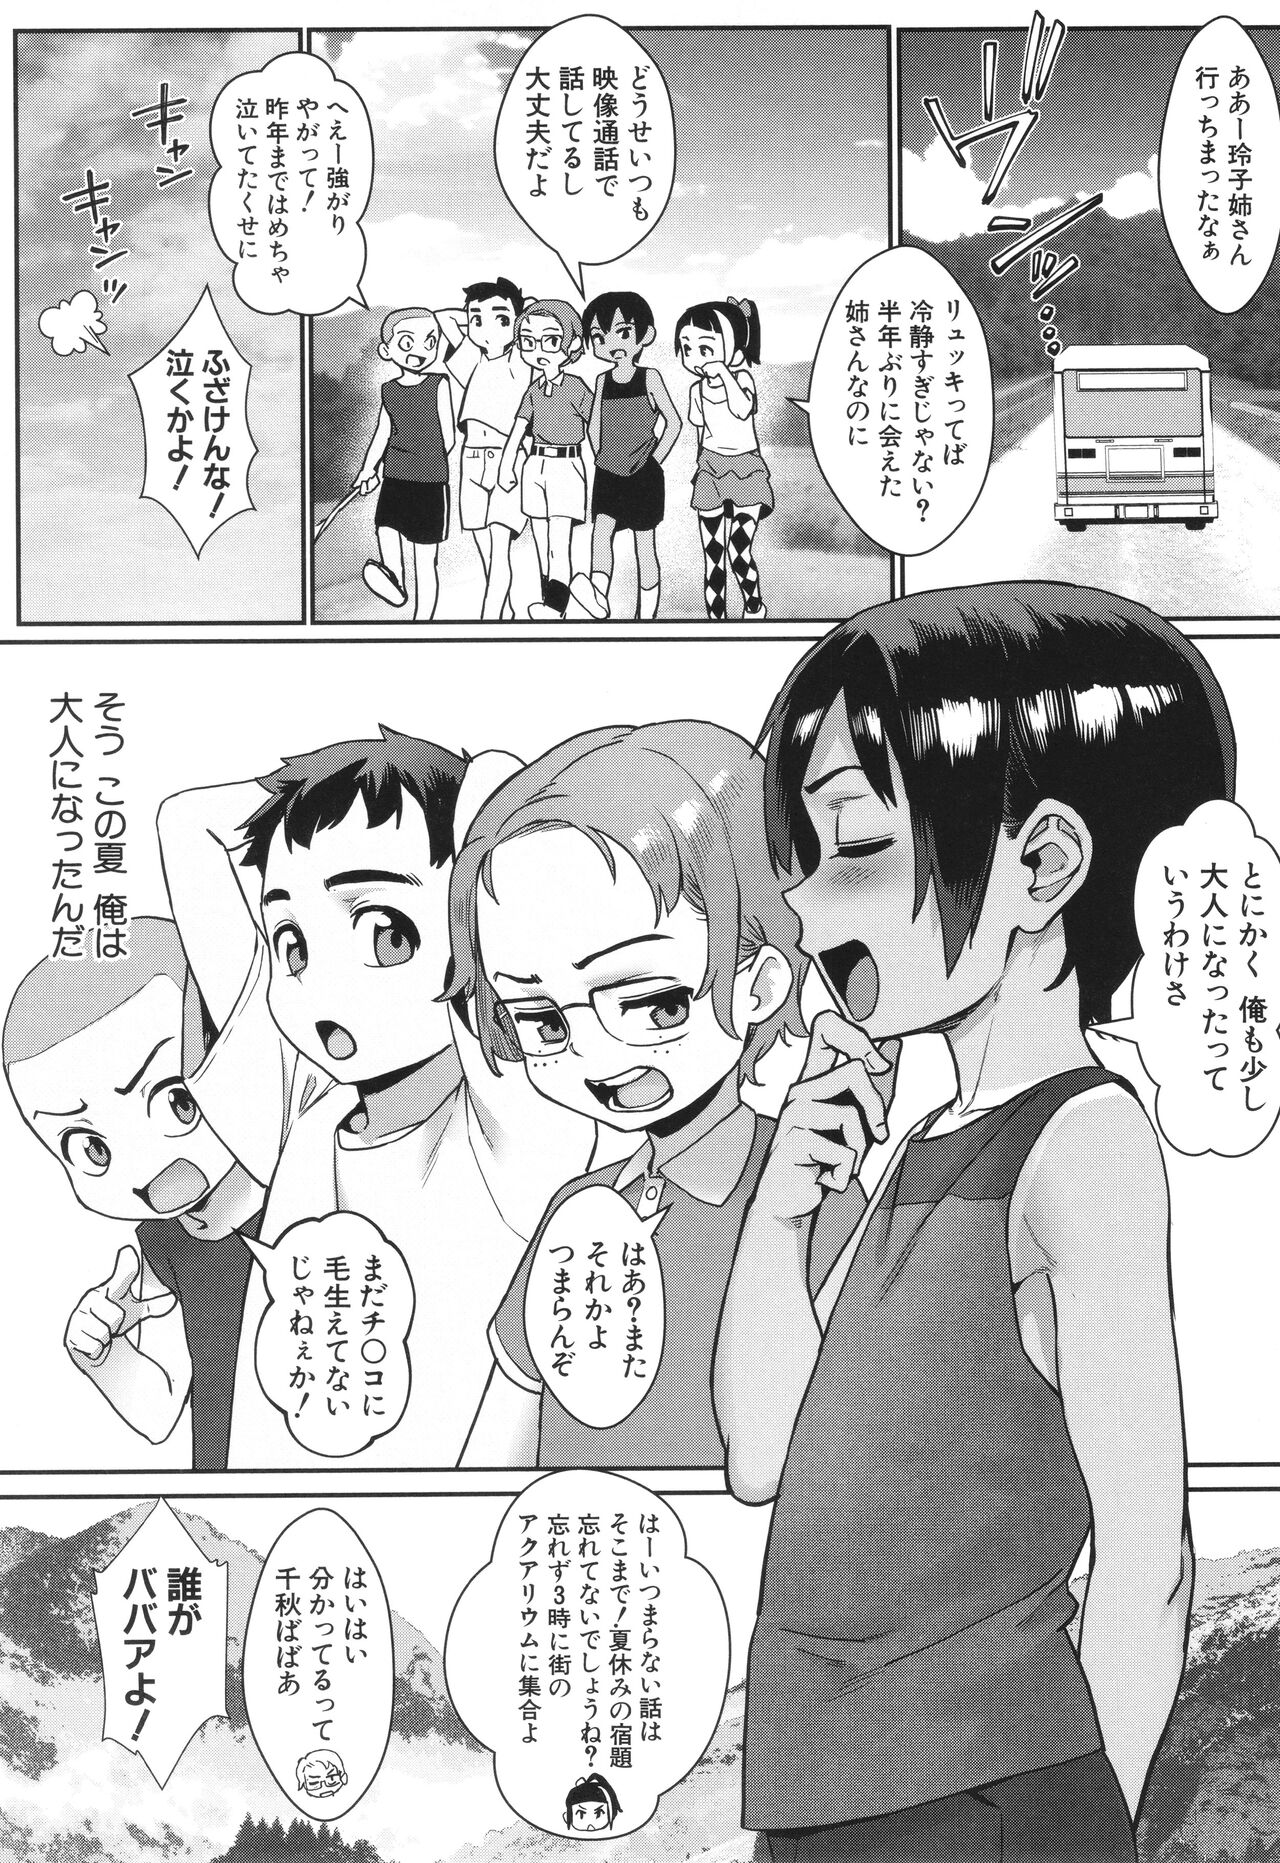 ああー玲子姉さん
行っちまったなぁ
ブロ
ロッ
リュッキってば
冷静すぎじゃない?
半年ぶりに会えた
姉さんなのに
どうせいつも
映像通話で
話してるし
大丈夫だよ
へえー強がり
やがって!
昨年まではめちゃ
泣いてたくせに
ギャン
ギャンッ
ふざけんな!
泣くかよ!
とにかく 俺も少し
大人になったって
いうわけさ
はあ?また
それかよ
つまらんぞ
まだチ〇コに
毛生えてない
じゃねぇか!
そう この夏 俺は
大人になったんだ
はーいつまらない話は
そこまで!夏休みの宿題
忘れてないでしょうね?
忘れず3時に街の
アクアリウムに集合よ
はいはい
分かってるって
千秋ばばあ
誰が
ババアよ!